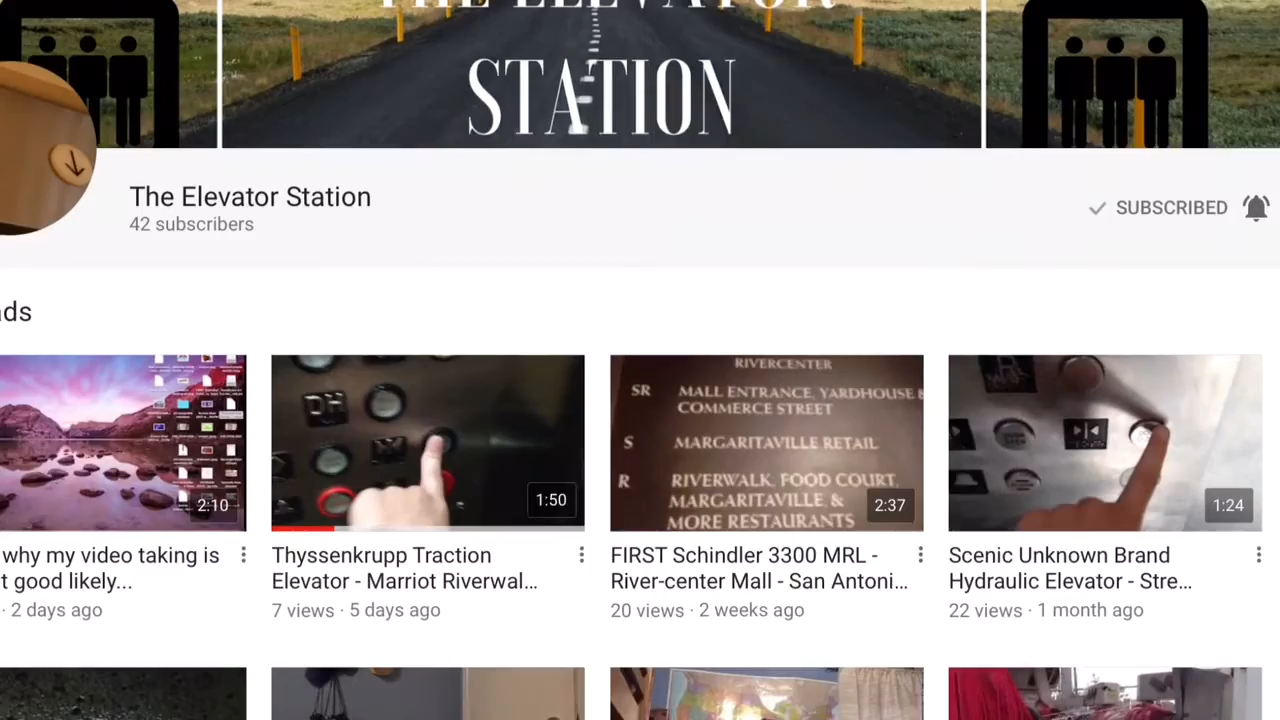 STATION
The Elevator Station
42 subscribers
SUBSCRIBED
ds
RIVERCENTER
SR MALL ENTRANCE, YARDHOUSE &
COMMERCE STREET
S MARGARITAVILLE RETAIL
R RIVERWALK, FOOD COURT,
MARGARITAVILLE, &
MORE RESTAURANTS
DH
M
2:10
1:50
2:37
1:24
why my video taking is
t good likely...
· 2 days ago
Thyssenkrupp Traction
Elevator - Marriot Riverwal...
7 views · 5 days ago
FIRST Schindler 3300 MRL -
River-center Mall - San Antoni...
20 views · 2 weeks ago
Scenic Unknown Brand
Hydraulic Elevator - Stre...
22 views · 1 month ago